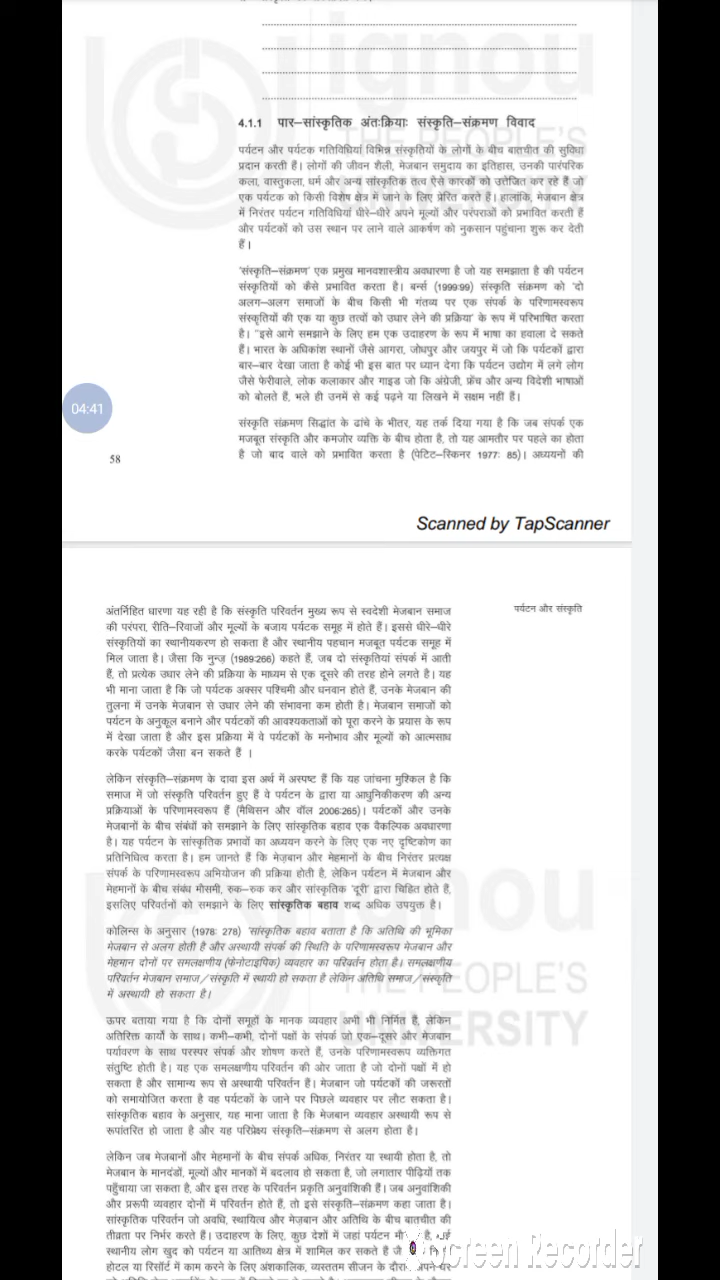 4.1.1 पार–सांस्कृतिक अंतःक्रियाः संस्कृति–संक्रमण विवाद
पर्यटन और पर्यटक गतिविधियां विभिन्न संस्कृतियों के लोगों के बीच बातचीत की सुविधा
प्रदान करती हैं। लोगों की जीवन शैली, मेजबान समुदाय का इतिहास, उनकी पारंपरिक
कला, वास्तुकला, धर्म और अन्य सांस्कृतिक तत्व ऐसे कारकों को उत्तेजित कर रहे हैं जो
एक पर्यटक को किसी विशेष क्षेत्र में जाने के लिए प्रेरित करते हैं। हालांकि, मेजबान क्षेत्र
में निरंतर पर्यटन गतिविधियां धीरे–धीरे अपने मूल्यों और परंपराओं को प्रभावित करती हैं
और पर्यटकों को उस स्थान पर लाने वाले आकर्षण को नुकसान पहुंचाना शुरू कर देती
हैं।
'संस्कृति–संक्रमण' एक प्रमुख मानवशास्त्रीय अवधारणा है जो यह समझाता है की पर्यटन
संस्कृतियों को कैसे प्रभावित करता है। बर्न्स (1999:99) संस्कृति संक्रमण को 'दो
अलग–अलग समाजों के बीच किसी भी गंतव्य पर एक संपर्क के परिणामस्वरूप
संस्कृतियों की एक या कुछ तत्वों को उधार लेने की प्रक्रिया' के रूप में परिभाषित करता
है। "इसे आगे समझाने के लिए हम एक उदाहरण के रूप में भाषा का हवाला दे सकते
हैं। भारत के अधिकांश स्थानों जैसे आगरा, जोधपुर और जयपुर में जो कि पर्यटकों द्वारा
बार–बार देखा जाता है कोई भी इस बात पर ध्यान देगा कि पर्यटन उद्योग में लगे लोग
जैसे फेरीवाले, लोक कलाकार और गाइड जो कि अंग्रेजी, फ्रेंच और अन्य विदेशी भाषाओं
को बोलते हैं, भले ही उनमें से कई पढ़ने या लिखने में सक्षम नहीं हैं।
04:41
संस्कृति संक्रमण सिद्धांत के ढांचे के भीतर, यह तर्क दिया गया है कि जब संपर्क एक
मजबूत संस्कृति और कमजोर व्यक्ति के बीच होता है, तो यह आमतौर पर पहले का होता
है जो बाद वाले को प्रभावित करता है (पेटिट–स्किनर 1977: 85)। अध्ययनों की
58
Scanned by TapScanner
पर्यटन और संस्कृति
अंतर्निहित धारणा यह रही है कि संस्कृति परिवर्तन मुख्य रूप से स्वदेशी मेजबान समाज
की परंपरा, रीति–रिवाजों और मूल्यों के बजाय पर्यटक समूह में होते हैं। इससे धीरे–धीरे
संस्कृतियों का स्थानीयकरण हो सकता है और स्थानीय पहचान मजबूत पर्यटक समूह में
मिल जाता है। जैसा कि नुन्ज़ (1989:266) कहते हैं, जब दो संस्कृतियां संपर्क में आती
हैं, तो प्रत्येक उधार लेने की प्रक्रिया के माध्यम से एक दूसरे की तरह होने लगते है। यह
भी माना जाता है कि जो पर्यटक अक्सर पश्चिमी और धनवान होते हैं, उनके मेजबान की
तुलना में उनके मेजबान से उधार लेने की संभावना कम होती है। मेजबान समाजों को
पर्यटन के अनुकूल बनाने और पर्यटकों की आवश्यकताओं को पूरा करने के प्रयास के रूप
में देखा जाता है और इस प्रक्रिया में वे पर्यटकों के मनोभाव और मूल्यों को आत्मसाध
करके पर्यटकों जैसा बन सकते हैं ।
लेकिन संस्कृति–संक्रमण के दावा इस अर्थ में अस्पष्ट हैं कि यह जांचना मुश्किल है कि
समाज में जो संस्कृति परिवर्तन हुए हैं वे पर्यटन के द्वारा या आधुनिकीकरण की अन्य
प्रक्रियाओं के परिणामस्वरूप हैं (मैथिसन और वॉल 2006:265)। पर्यटकों और उनके
मेजबानों के बीच संबंधों को समझाने के लिए सांस्कृतिक बहाव एक वैकल्पिक अवधारणा
है। यह पर्यटन के सांस्कृतिक प्रभावों का अध्ययन करने के लिए एक नए दृष्टिकोण का
प्रतिनिधित्व करता है। हम जानते हैं कि मेज़बान और मेहमानों के बीच निरंतर प्रत्यक्ष
संपर्क के परिणामस्वरूप अभियोजन की प्रक्रिया होती है, लेकिन पर्यटन में मेजबान और
मेहमानों के बीच संबंध मौसमी, रुक–रुक कर और सांस्कृतिक 'दूरी' द्वारा चिह्नित होते हैं,
इसलिए परिवर्तनों को समझाने के लिए सांस्कृतिक बहाव शब्द अधिक उपयुक्त है।
कोलिन्स के अनुसार (1978: 278) 'सांस्कृतिक बहाव बताता है कि अतिथि की भूमिका
मेजबान से अलग होती है और अस्थायी संपर्क की स्थिति के परिणामस्वरूप मेजबान और
मेहमान दोनों पर समलक्षणीय (फेनोटाइपिक) व्यवहार का परिवर्तन होता है। समलक्षणीय
परिवर्तन मेजबान समाज/संस्कृति में स्थायी हो सकता है लेकिन अतिथि समाज/संस्कृति
में अस्थायी हो सकता है।
ऊपर बताया गया है कि दोनों समूहों के मानक व्यवहार अभी भी निर्मित हैं, लेकिन
अतिरिक्त कार्यों के साथ। कभी–कभी, दोनों पक्षों के संपर्क जो एक–दूसरे और मेजबान
पर्यावरण के साथ परस्पर संपर्क और शोषण करते हैं, उनके परिणामस्वरूप व्यक्तिगत
संतुष्टि होती है। यह एक समलक्षणीय परिवर्तन की ओर जाता है जो दोनों पक्षों में हो
सकता है और सामान्य रूप से अस्थायी परिवर्तन हैं। मेजबान जो पर्यटकों की जरूरतों
को समायोजित करता है वह पर्यटकों के जाने पर पिछले व्यवहार पर लौट सकता है।
सांस्कृतिक बहाव के अनुसार, यह माना जाता है कि मेजबान व्यवहार अस्थायी रूप से
रूपांतरित हो जाता है और यह परिप्रेक्ष्य संस्कृति–संक्रमण से अलग होता है।
लेकिन जब मेजबानों और मेहमानों के बीच संपर्क अधिक, निरंतर या स्थायी होता है, तो
मेजबान के मानदंडों, मूल्यों और मानकों में बदलाव हो सकता है, जो लगातार पीढ़ियों तक
पहुँचाया जा सकता है, और इस तरह के परिवर्तन प्रकृति अनुवांशिकी हैं। जब अनुवांशिकी
और प्ररूपी व्यवहार दोनों में परिवर्तन होते हैं, तो इसे संस्कृति–संक्रमण कहा जाता है।
सांस्कृतिक परिवर्तन जो अवधि, स्थायित्व और मेज़बान और अतिथि के बीच बातचीत की
तीव्रता पर निर्भर करते हैं। उदाहरण के लिए, कुछ देशों में जहां पर्यटन है,
स्थानीय लोग खुद को पर्यटन या आतिथ्य क्षेत्र में शामिल कर सकते हैं
होटल या रिसॉर्ट में काम करने के लिए अंशकालिक, व्यस्ततम सीजन के दौरान अपने घर
Screen Recorder
ignou
THE PEOPLE'S
UNIVERSITY
ignou
THE PEOPLE'S
UNIVERSITY